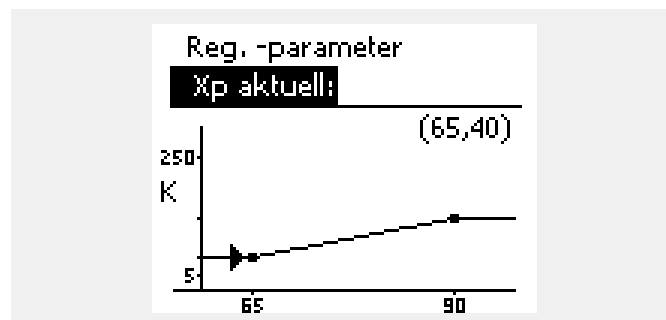 Reg. -parameter
Xp aktuell:
(65,40)
250
K
5
65 90